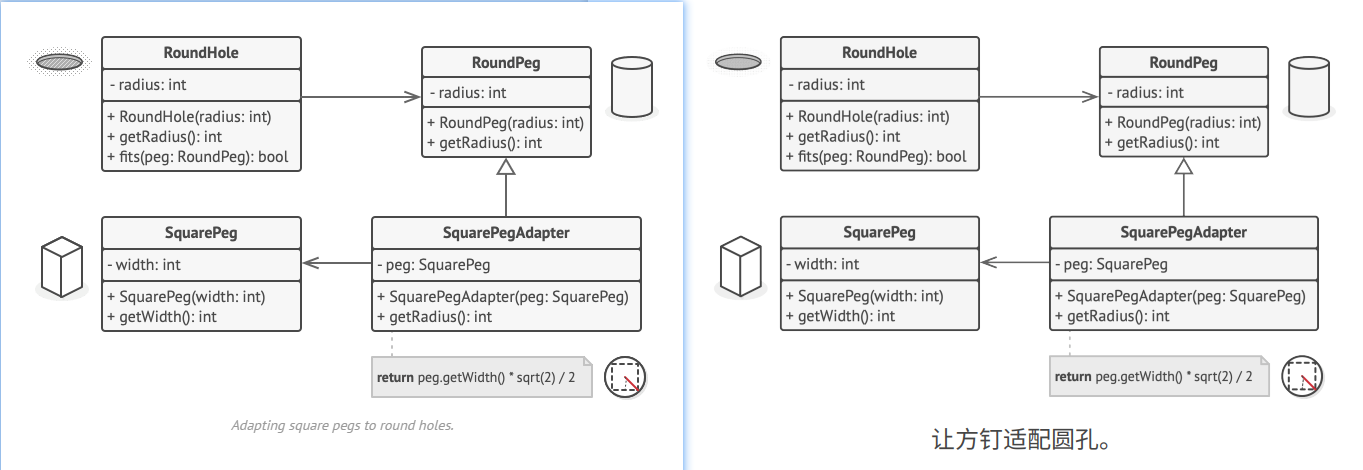 RoundHole
- radius: int
+ RoundHole(radius: int)
+ getRadius(): int
+ fits(peg: RoundPeg): bool
RoundPeg
- radius: int
+ RoundPeg(radius: int)
+ getRadius(): int
SquarePeg
- width: int
+ SquarePeg(width: int)
+ getWidth(): int
SquarePegAdapter
- peg: SquarePeg
+ SquarePegAdapter(peg: SquarePeg)
+ getRadius(): int
return peg.getWidth() * sqrt(2) / 2
Adapting square pegs to round holes.
RoundHole
- radius: int
+ RoundHole(radius: int)
+ getRadius(): int
+ fits(peg: RoundPeg): bool
RoundPeg
- radius: int
+ RoundPeg(radius: int)
+ getRadius(): int
SquarePeg
- width: int
+ SquarePeg(width: int)
+ getWidth(): int
SquarePegAdapter
- peg: SquarePeg
+ SquarePegAdapter(peg: SquarePeg)
+ getRadius(): int
return peg.getWidth() * sqrt(2) / 2
让方钉适配圆孔。